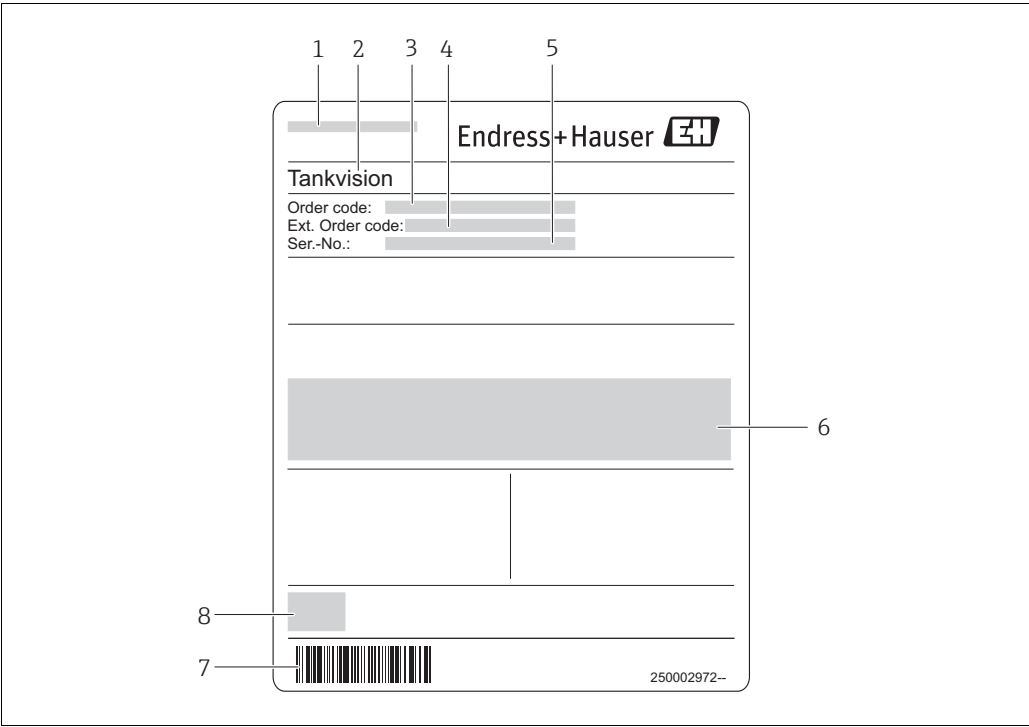 1 2 3 4 5
Endress+Hauser EH
Tankvision
Order code:
Ext. Order code:
Ser.-No.:
6
8
7
250002972--